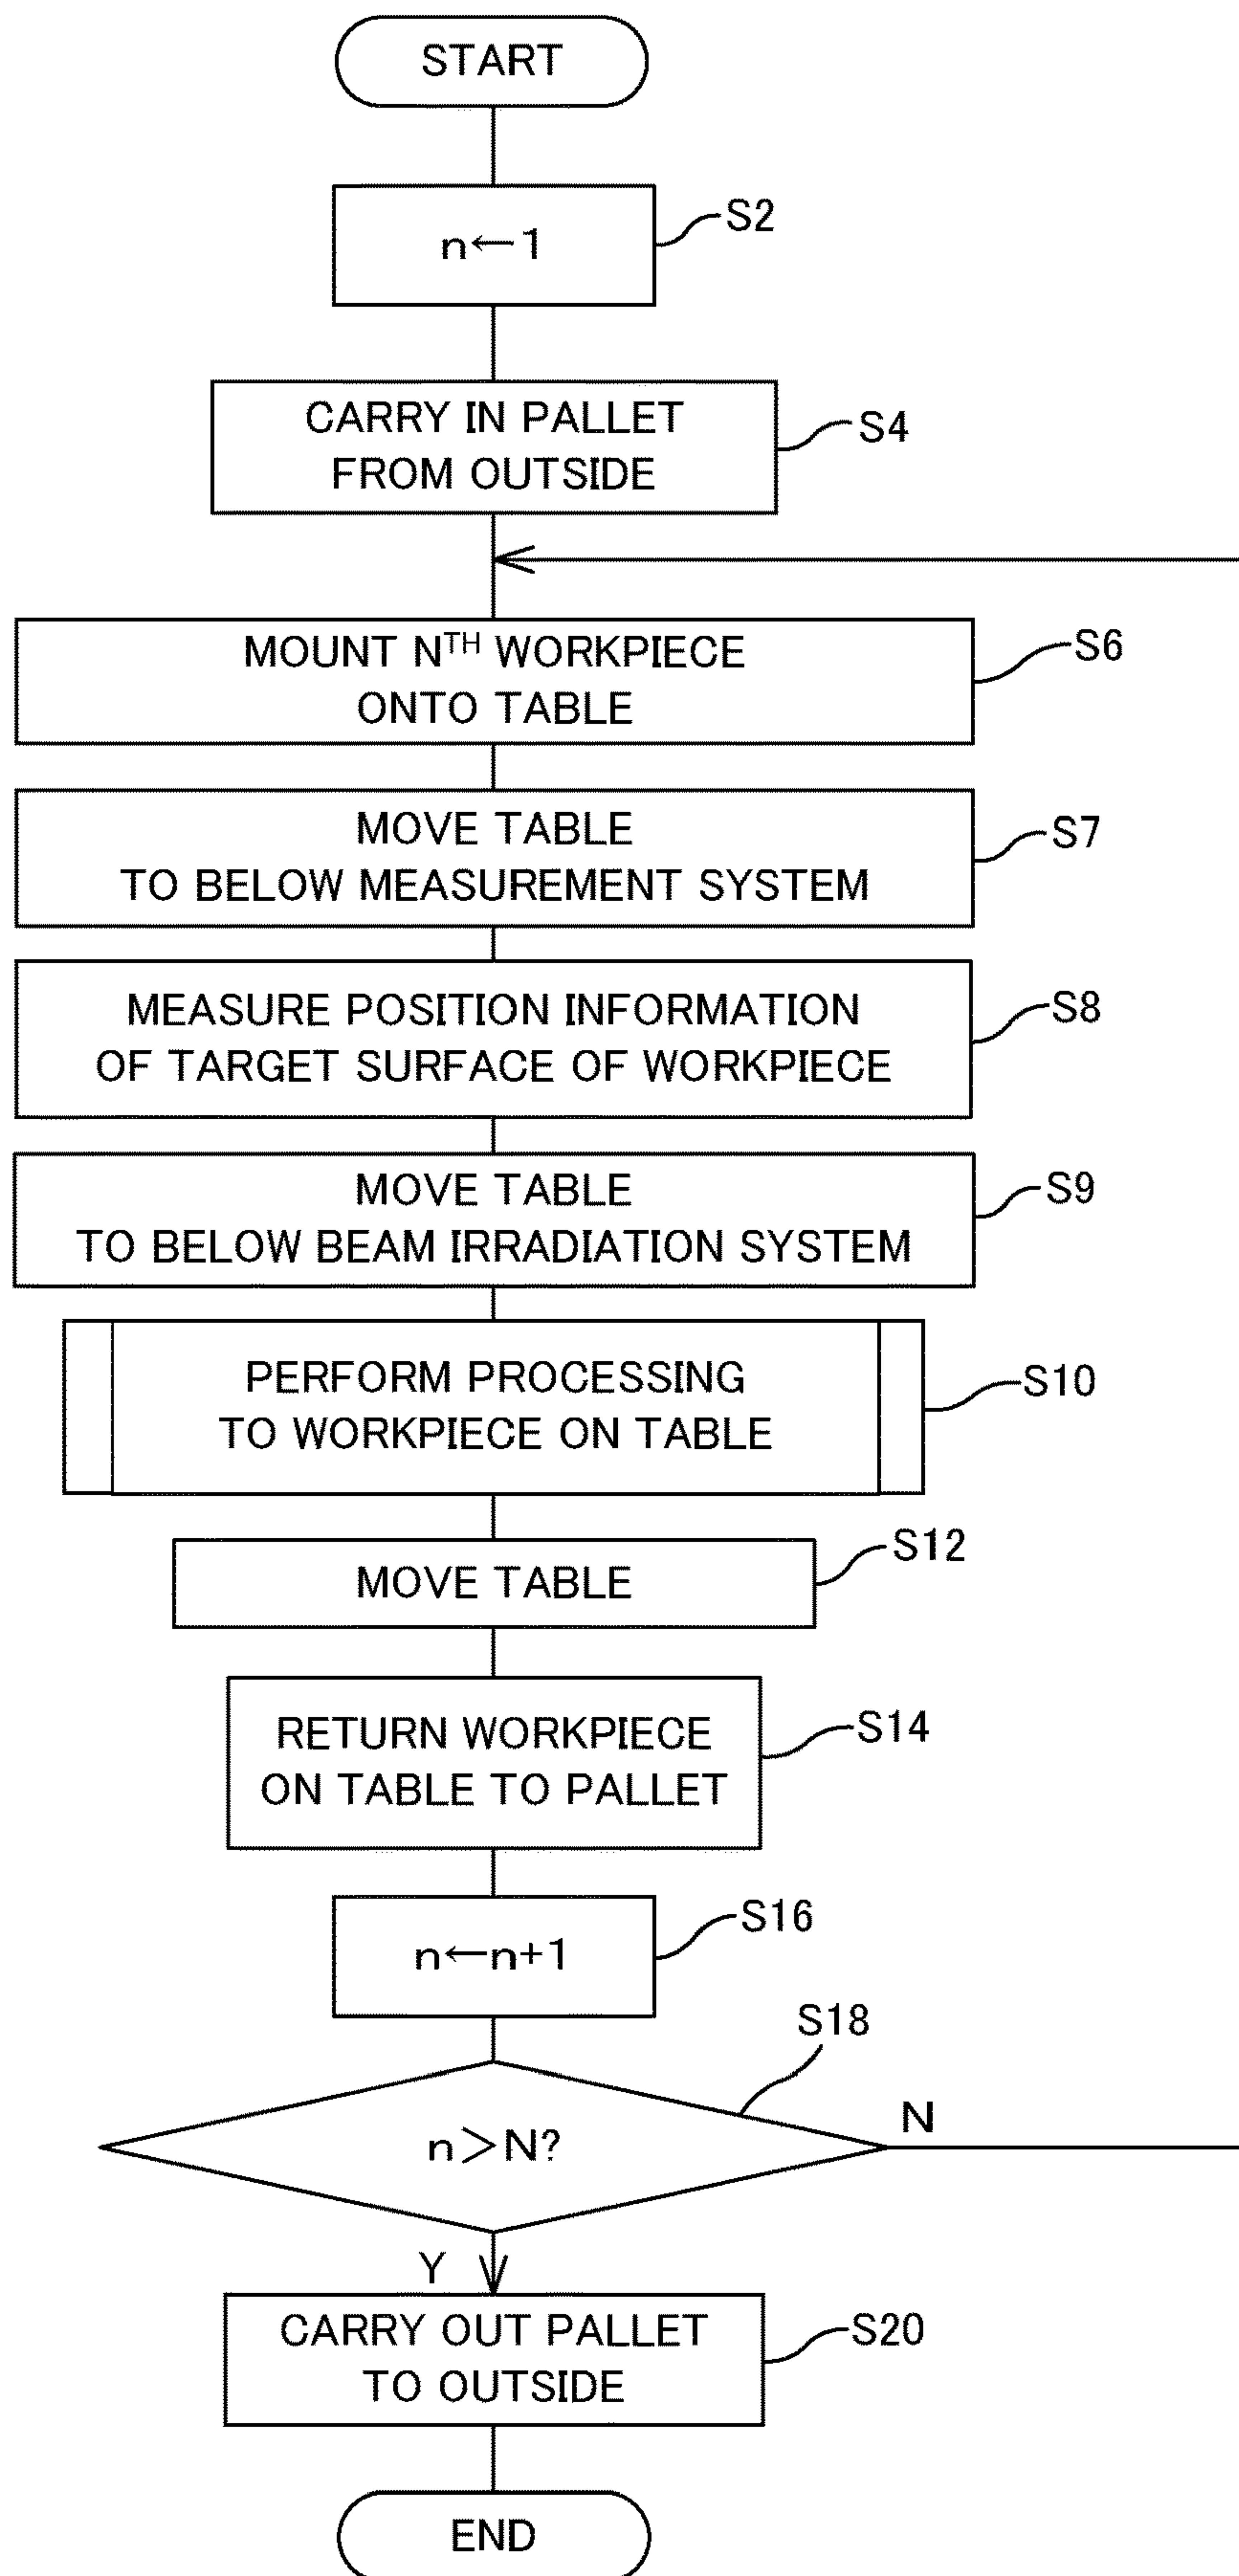 START
n←1
S2
CARRY IN PALLET
FROM OUTSIDE
S4
MOUNT NTH WORKPIECE
ONTO TABLE
S6
MOVE TABLE
TO BELOW MEASUREMENT SYSTEM
S7
MEASURE POSITION INFORMATION
OF TARGET SURFACE OF WORKPIECE
S8
MOVE TABLE
TO BELOW BEAM IRRADIATION SYSTEM
S9
PERFORM PROCESSING
TO WORKPIECE ON TABLE
S10
MOVE TABLE
S12
RETURN WORKPIECE
ON TABLE TO PALLET
S14
n←n+1
S16
S18
n>N?
N
Y
CARRY OUT PALLET
TO OUTSIDE
S20
END